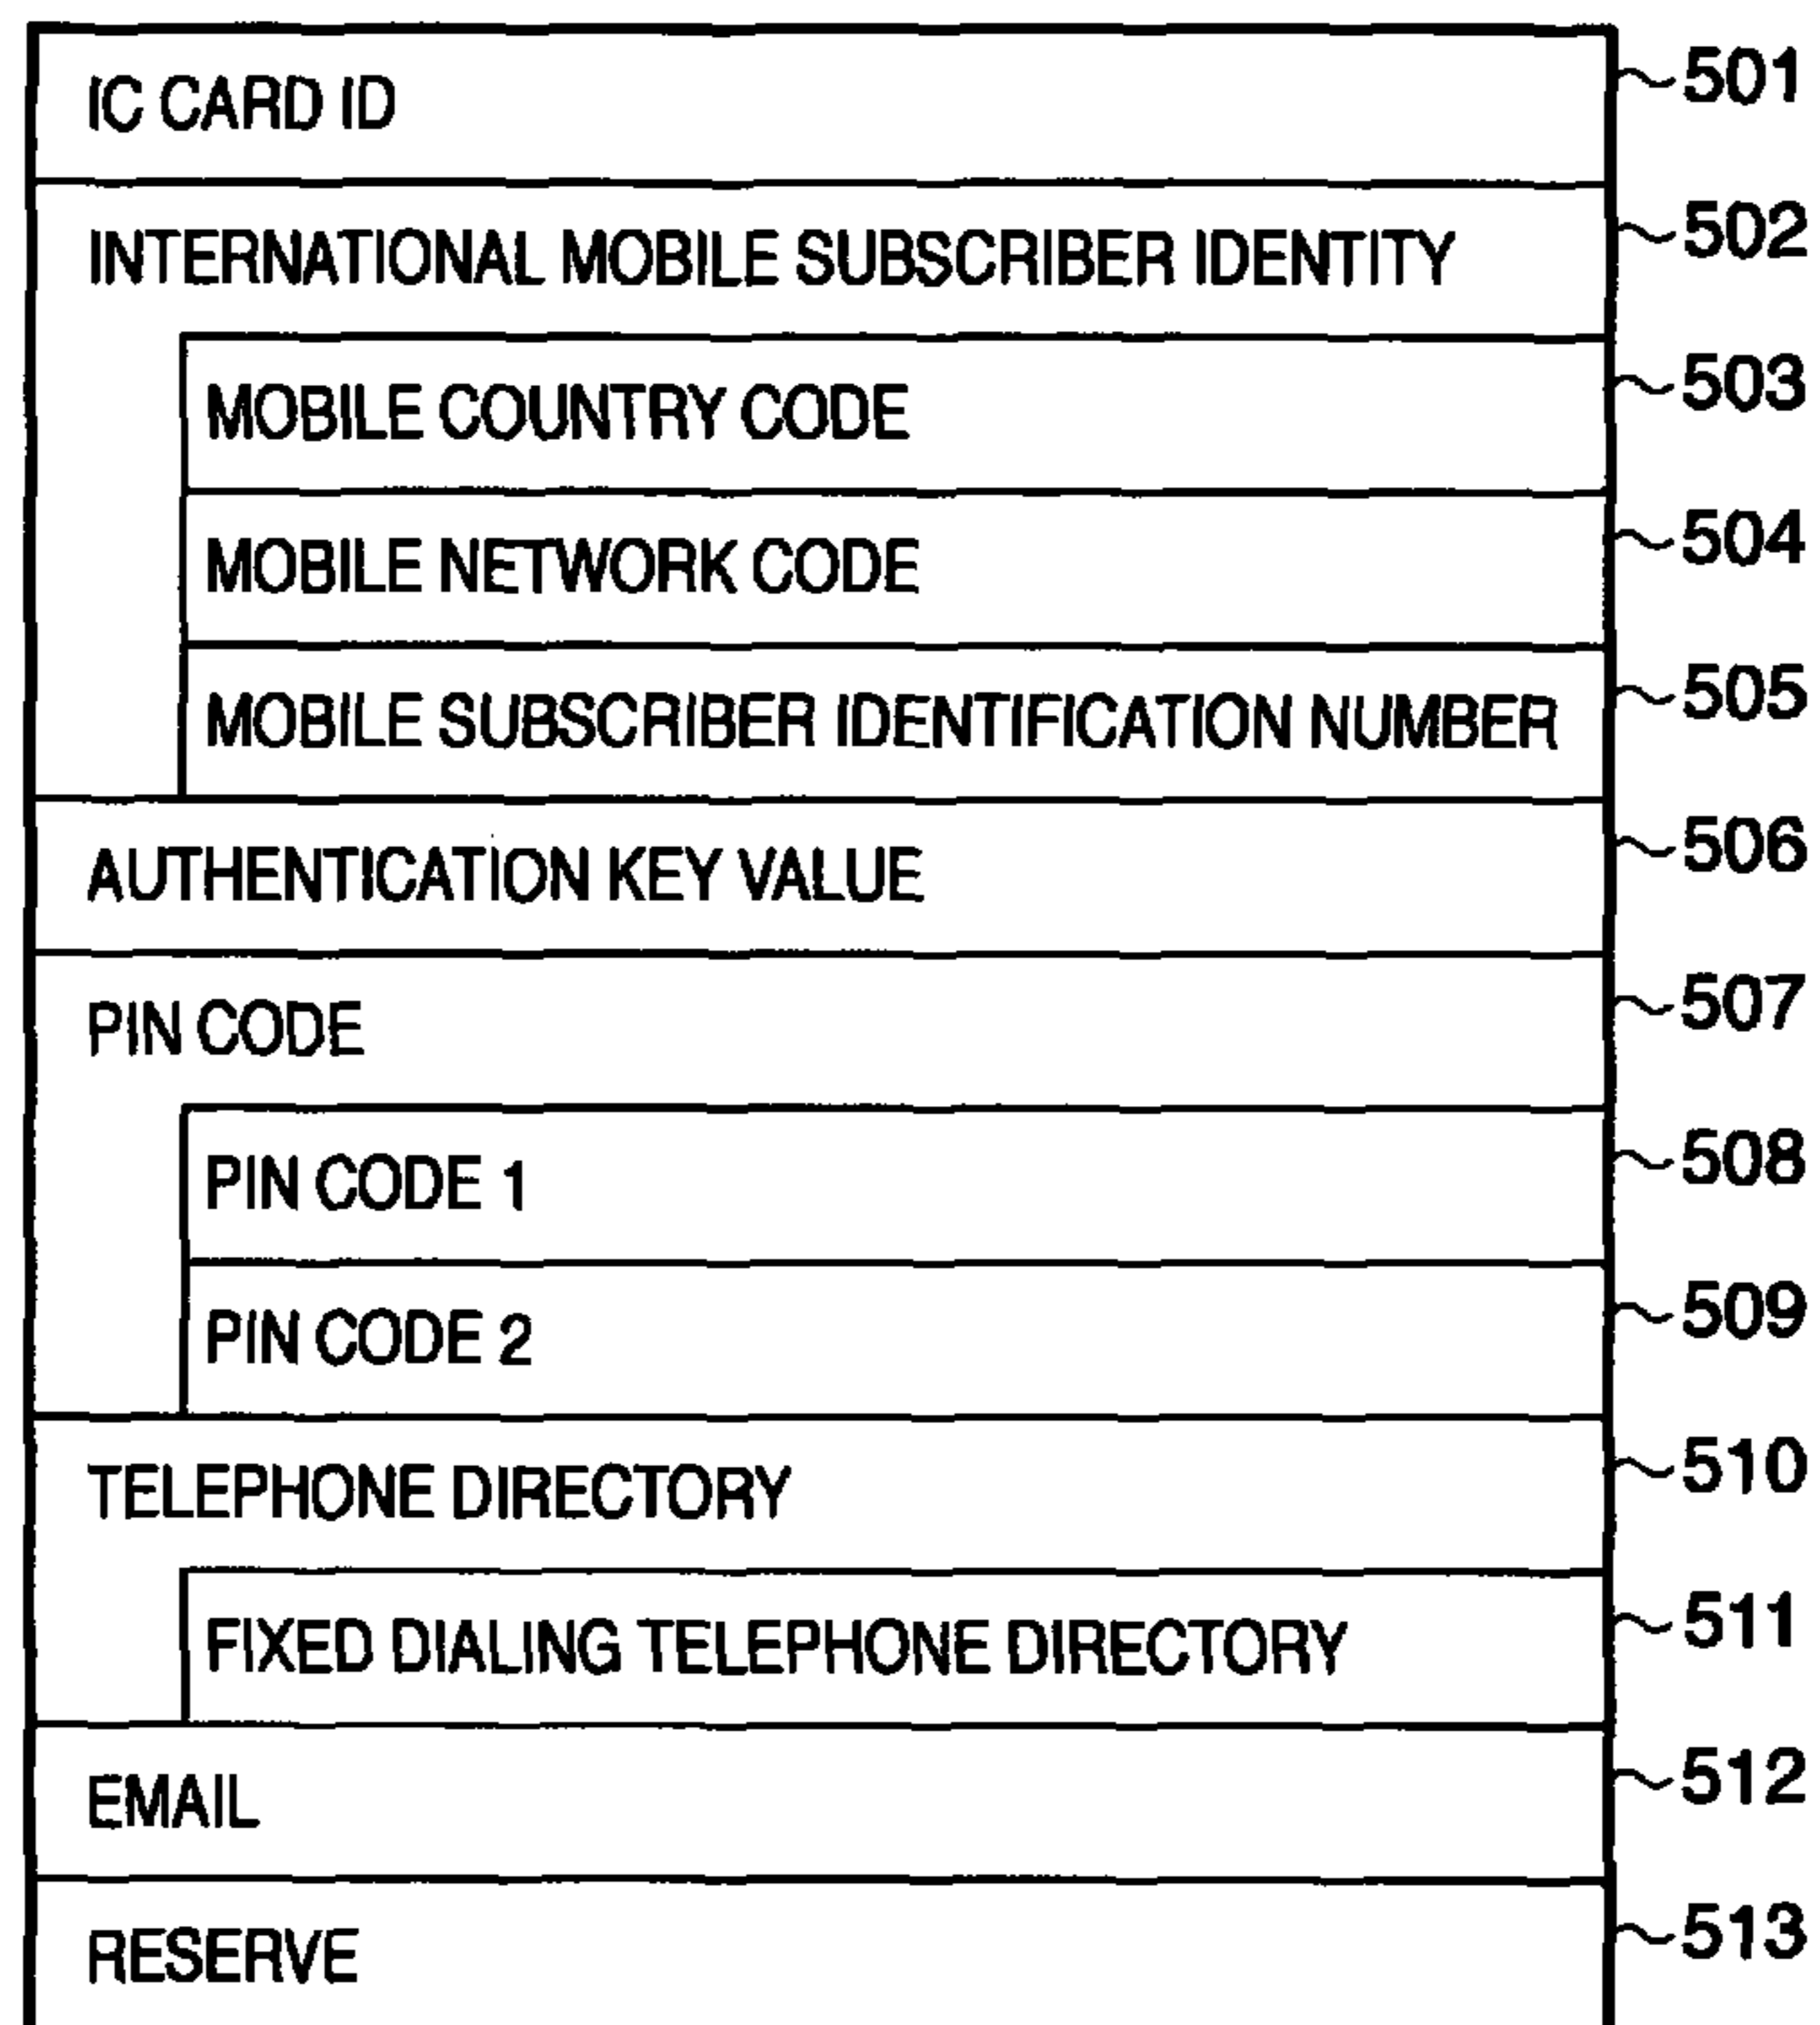 IC CARD ID 501
INTERNATIONAL MOBILE SUBSCRIBER IDENTITY 502
MOBILE COUNTRY CODE 503
MOBILE NETWORK CODE 504
MOBILE SUBSCRIBER IDENTIFICATION NUMBER 505
AUTHENTICATION KEY VALUE 506
PIN CODE 507
PIN CODE 1 508
PIN CODE 2 509
TELEPHONE DIRECTORY 510
FIXED DIALING TELEPHONE DIRECTORY 511
EMAIL 512
RESERVE 513